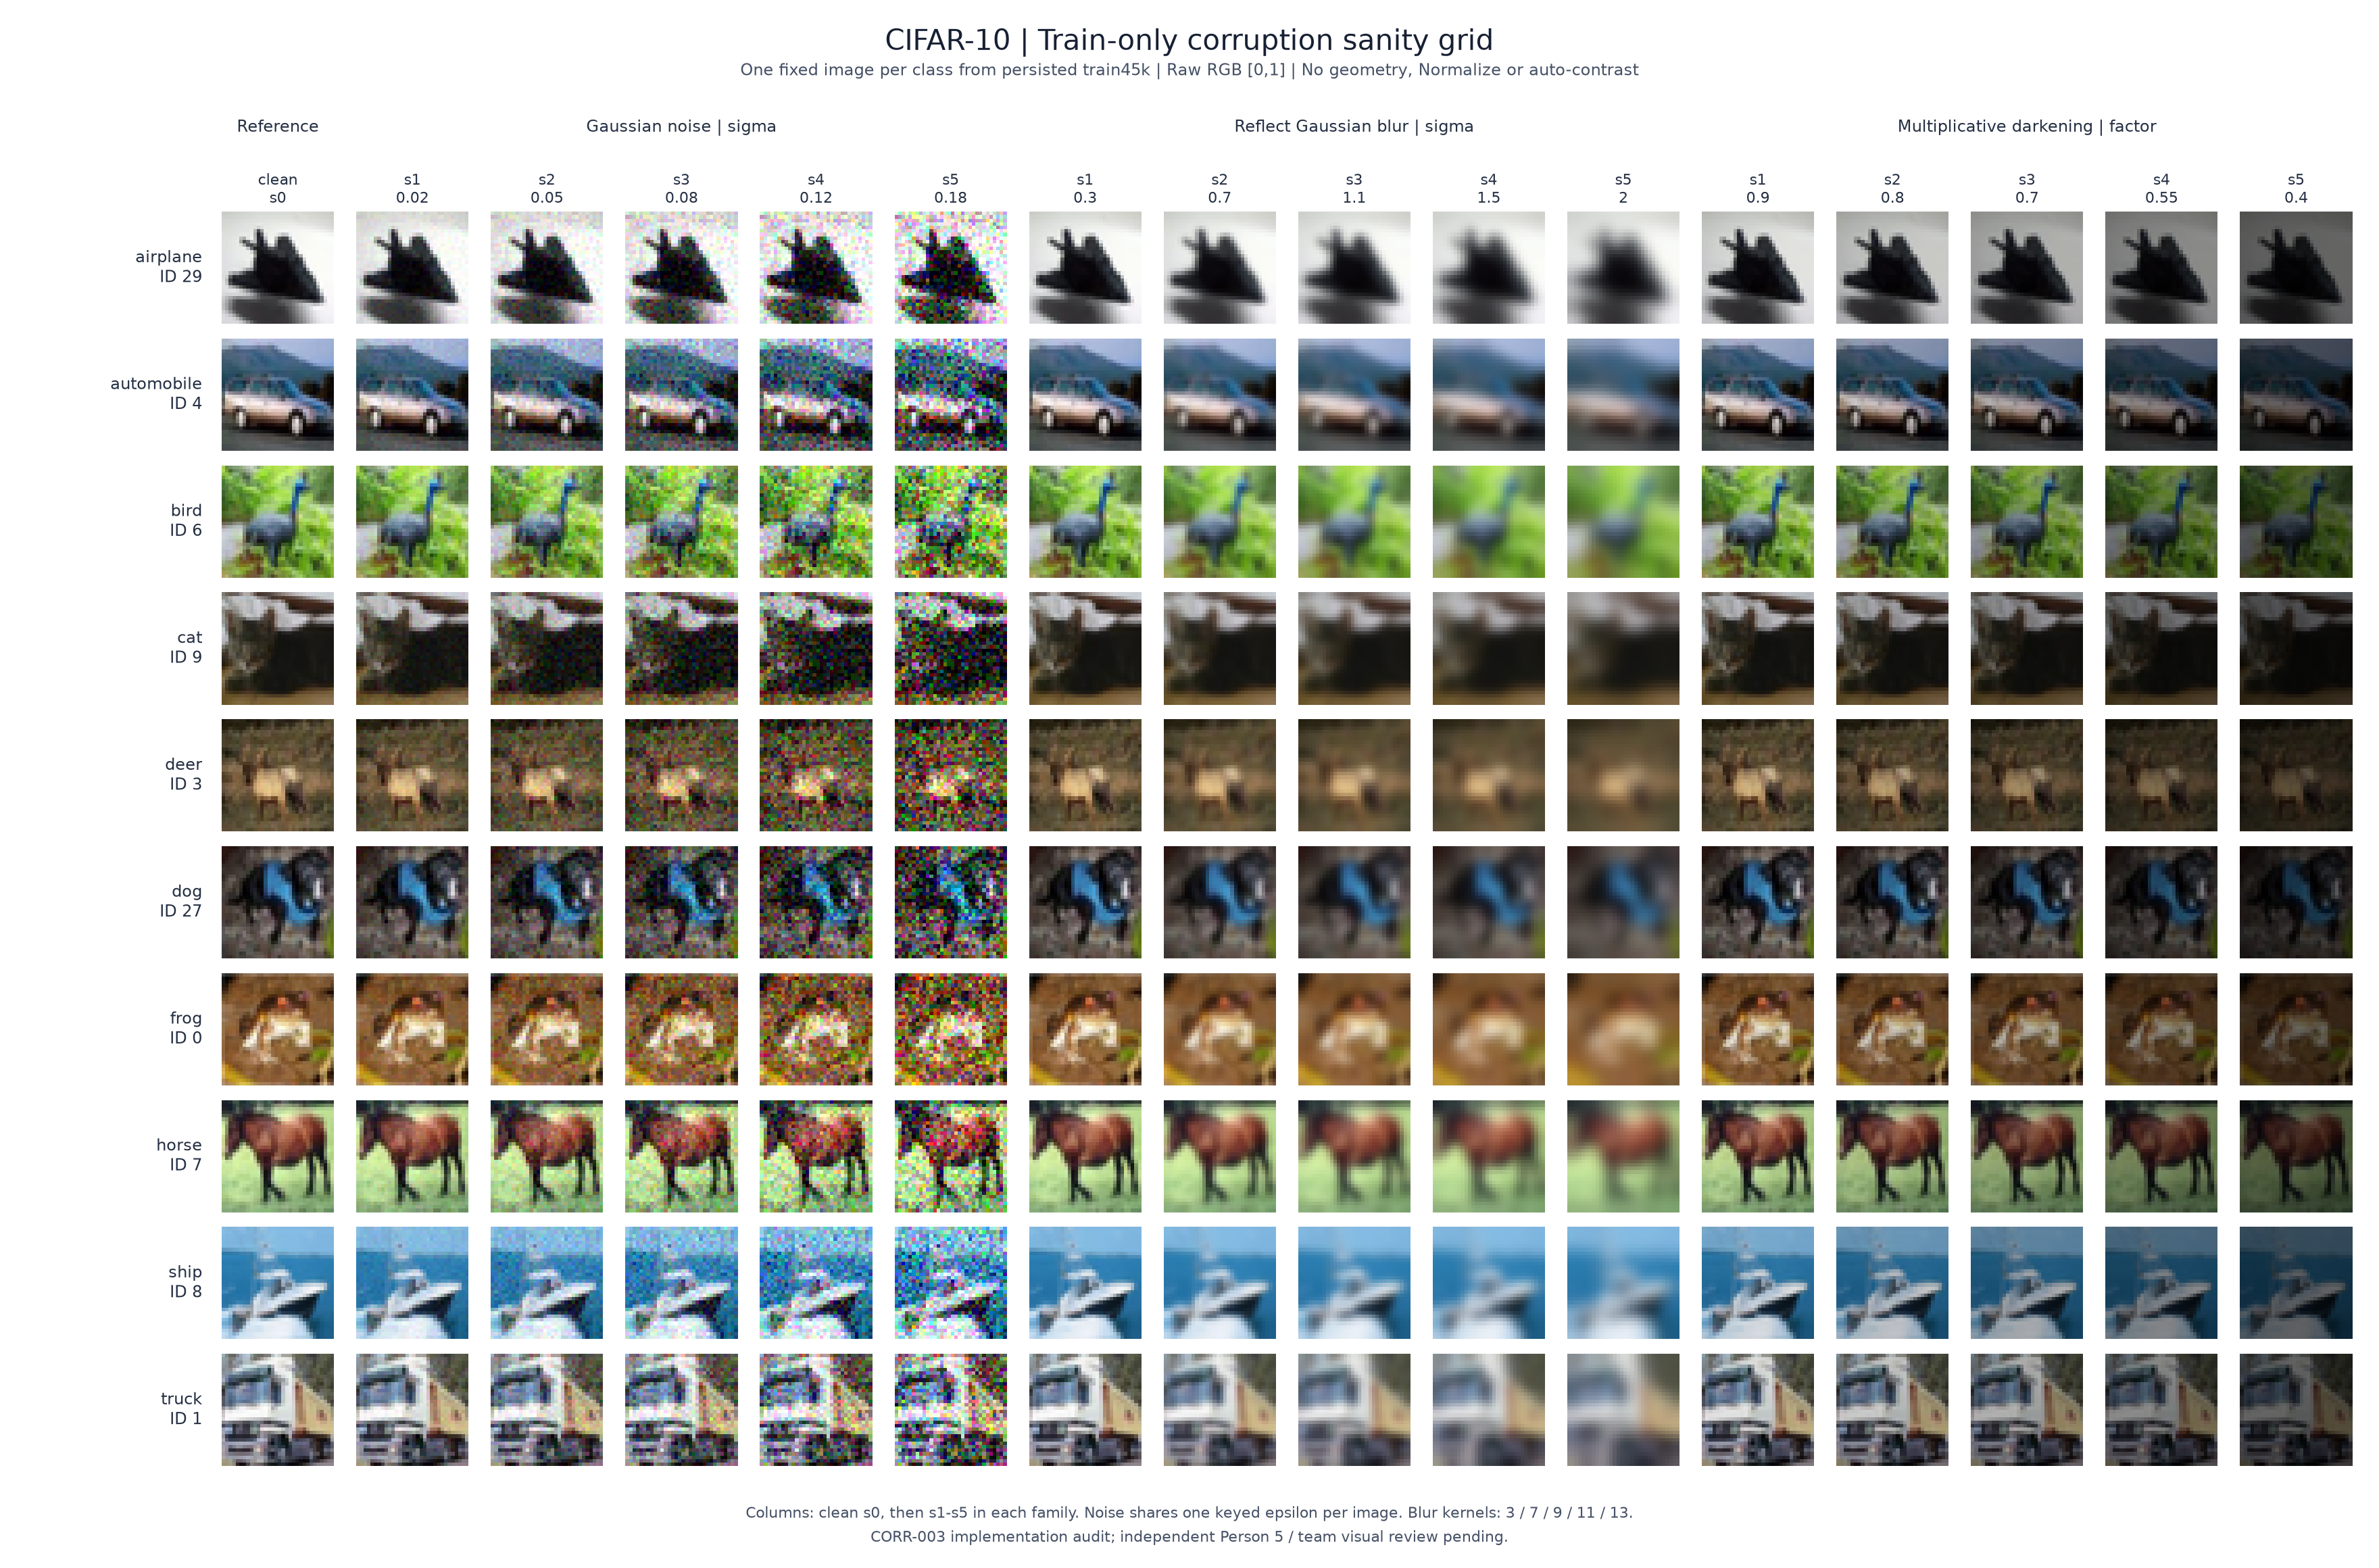 CIFAR-10 | Train-only corruption sanity grid
One fixed image per class from persisted train45k | Raw RGB [0,1] | No geometry, Normalize or auto-contrast
Reference Gaussian noise | sigma Reflect Gaussian blur | sigma Multiplicative darkening | factor
clean s1 s2 s3 s4 s5 s1 s2 s3 s4 s5 s1 s2 s3 s4 s5
s0 0.02 0.05 0.08 0.12 0.18 0.3 0.7 1.1 1.5 2 0.9 0.8 0.7 0.55 0.4
airplane
ID 29
automobile
ID 4
bird
ID 6
cat
ID 9
deer
ID 3
dog
ID 27
frog
ID 0
horse
ID 7
ship
ID 8
truck
ID 1
Columns: clean s0, then s1-s5 in each family. Noise shares one keyed epsilon per image. Blur kernels: 3 / 7 / 9 / 11 / 13.
CORR-003 implementation audit; independent Person 5 / team visual review pending.